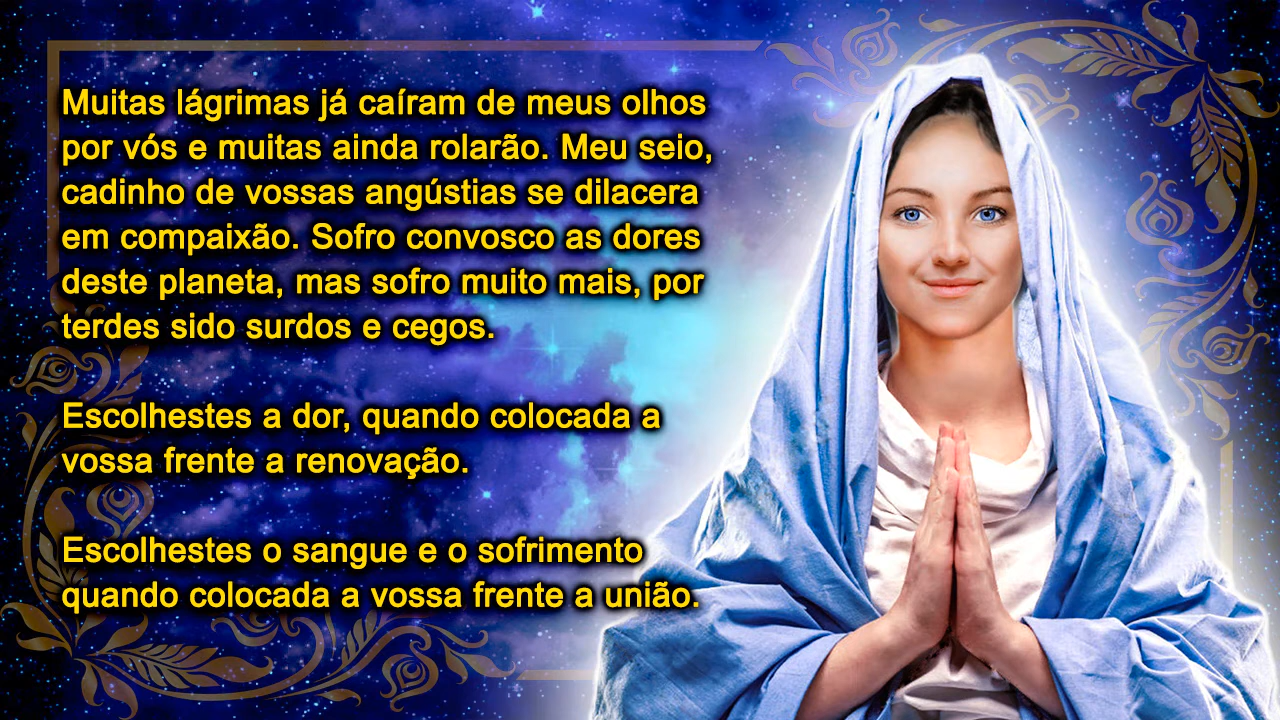 Muitas lágrimas já caíram de meus olhos
por vós e muitas ainda rolarão. Meu seio,
cadinho de vossas angústias se dilacera
em compaixão. Sofro convosco as dores
deste planeta, mas sofro muito mais, por
terdes sido surdos e cegos.
Escolhestes a dor, quando colocada a
vossa frente a renovação.
Escolhestes o sangue e o sofrimento
quando colocada a vossa frente a união.